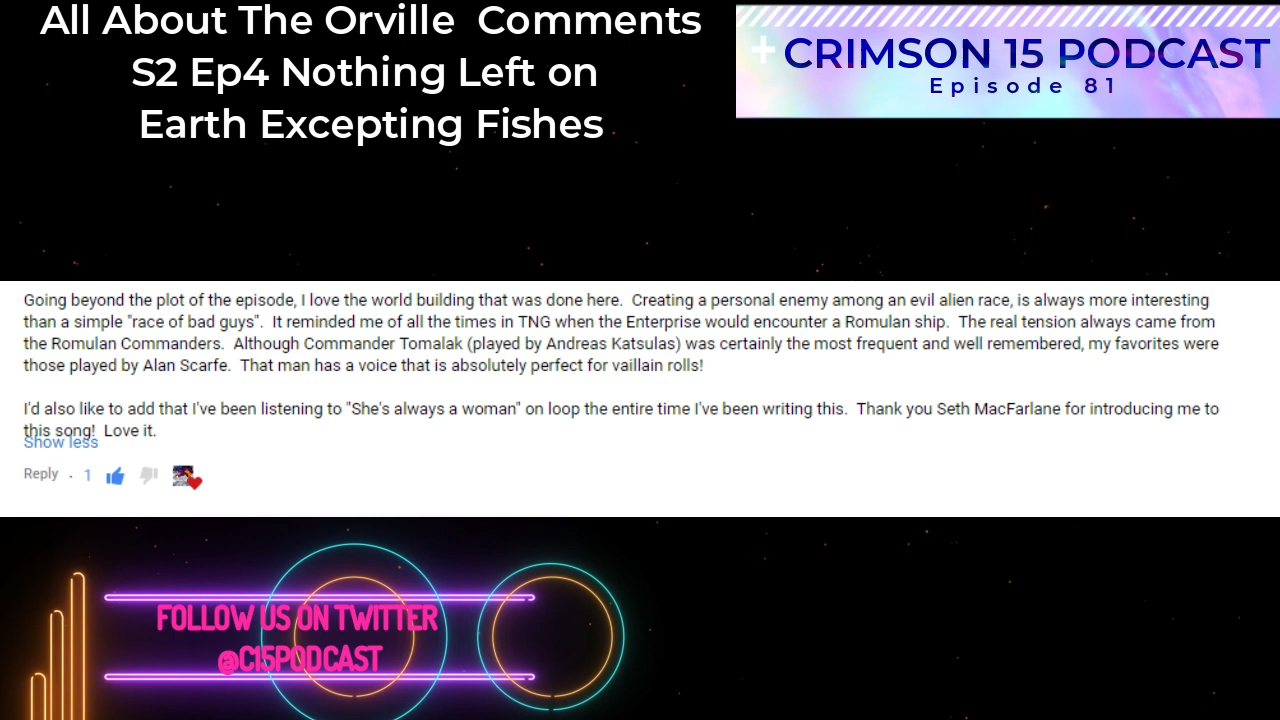 All About The Orville  Comments
S2 Ep4 Nothing Left on
Earth Excepting Fishes
+ CRIMSON 15 PODCAST
Episode 81
Going beyond the plot of the episode, I love the world building that was done here.  Creating a personal enemy among an evil alien race, is always more interesting
than a simple "race of bad guys".  It reminded me of all the times in TNG when the Enterprise would encounter a Romulan ship.  The real tension always came from
the Romulan Commanders.  Although Commander Tomalak (played by Andreas Katsulas) was certainly the most frequent and well remembered, my favorites were
those played by Alan Scarfe.  That man has a voice that is absolutely perfect for vaillain rolls!
I'd also like to add that I've been listening to "She's always a woman" on loop the entire time I've been writing this.  Thank you Seth MacFarlane for introducing me to
this song!  Love it.
Show less
Reply · 1
FOLLOW US ON TWITTER
@C15PODCAST